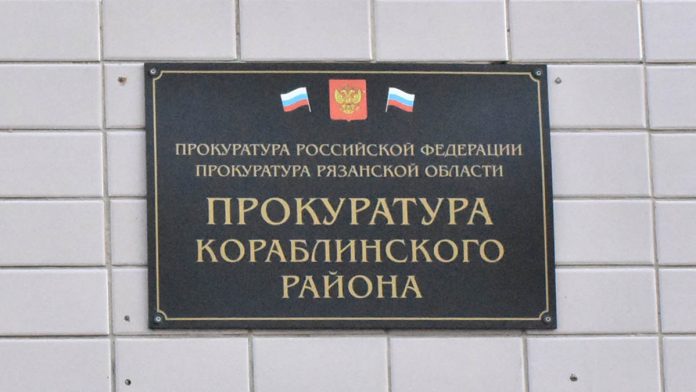 ПРОКУРАТУРА РОССИЙСКОЙ ФЕДЕРАЦИИ
ПРОКУРАТУРА РЯЗАНСКОЙ ОБЛАСТИ
ПРОКУРАТУРА
КОРАБЛИНСКОГО
РАЙОНА